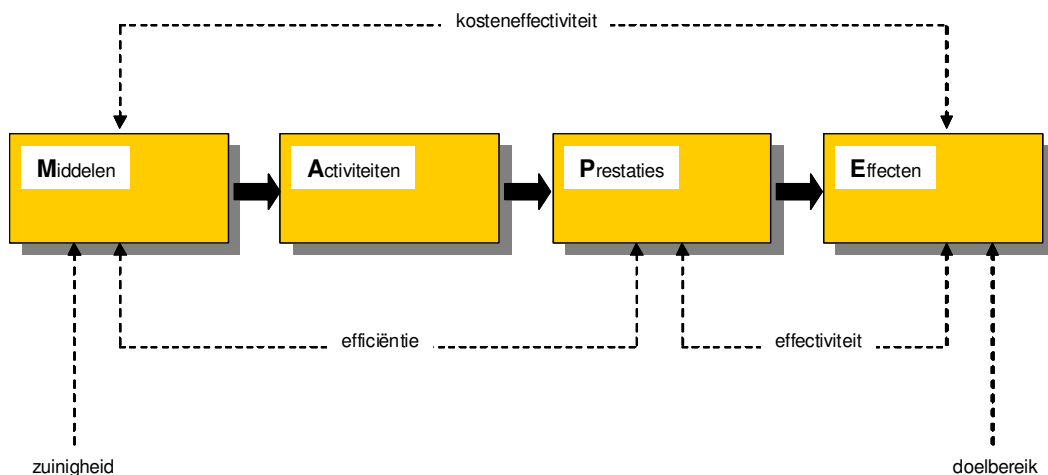 kosteneffectiviteit
Middelen
Activiteiten
Prestaties
Effecten
efficiëntie
effectiviteit
zuinigheid
doelbereik